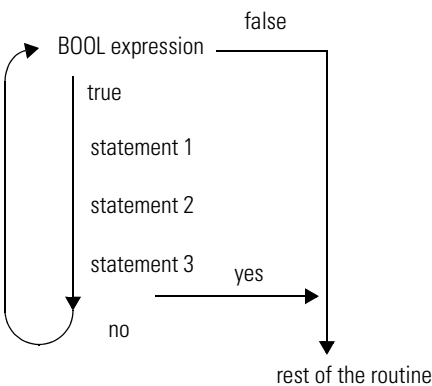 false
BOOL expression
true
statement 1
statement 2
statement 3
yes
no
rest of the routine